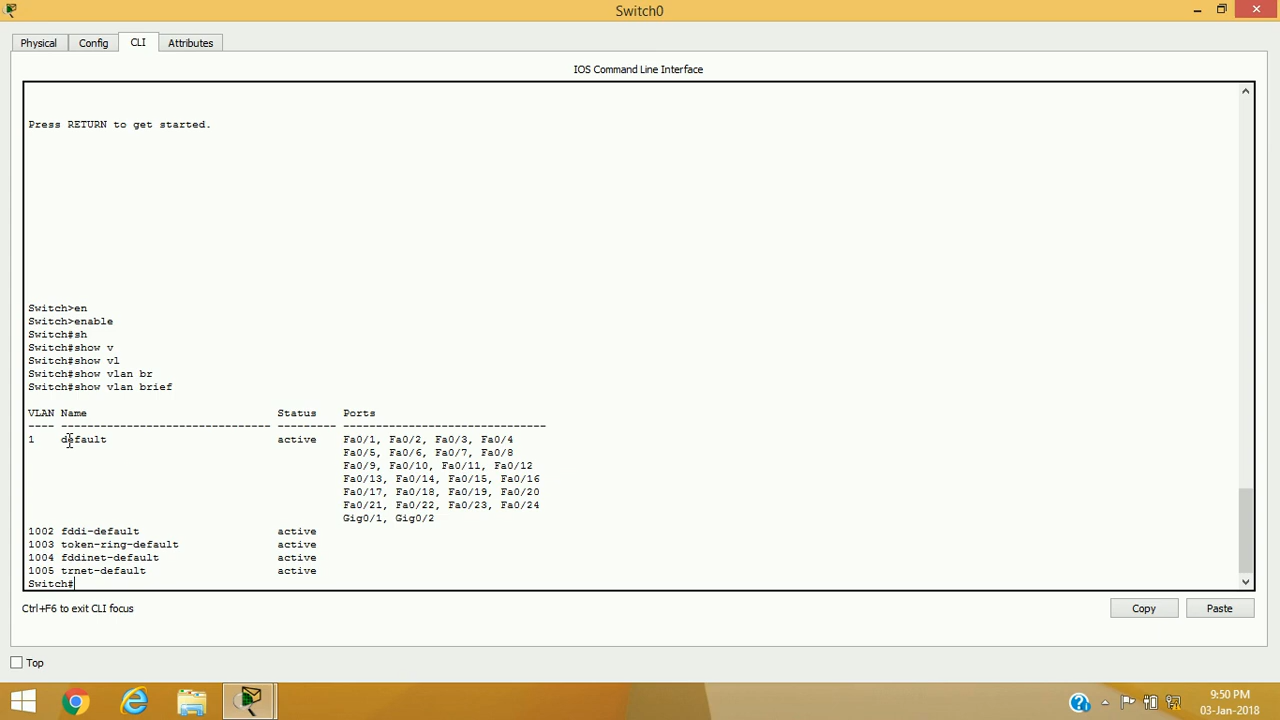 Switch0
Physical Config CLI Attributes
IOS Command Line Interface
Press RETURN to get started.
Switch>en
Switch>enable
Switch#sh
Switch#show v
Switch#show vl
Switch#show vlan br
Switch#show vlan brief
VLAN Name                             Status    Ports
---- -------------------------------- --------- -------------------------------
1    default                          active    Fa0/1, Fa0/2, Fa0/3, Fa0/4
                                                Fa0/5, Fa0/6, Fa0/7, Fa0/8
                                                Fa0/9, Fa0/10, Fa0/11, Fa0/12
                                                Fa0/13, Fa0/14, Fa0/15, Fa0/16
                                                Fa0/17, Fa0/18, Fa0/19, Fa0/20
                                                Fa0/21, Fa0/22, Fa0/23, Fa0/24
                                                Gig0/1, Gig0/2
1002 fddi-default                     active
1003 token-ring-default               active
1004 fddinet-default                  active
1005 trnet-default                    active
Switch#
Ctrl+F6 to exit CLI focus
Copy Paste
Top
9:50 PM
03-Jan-2018